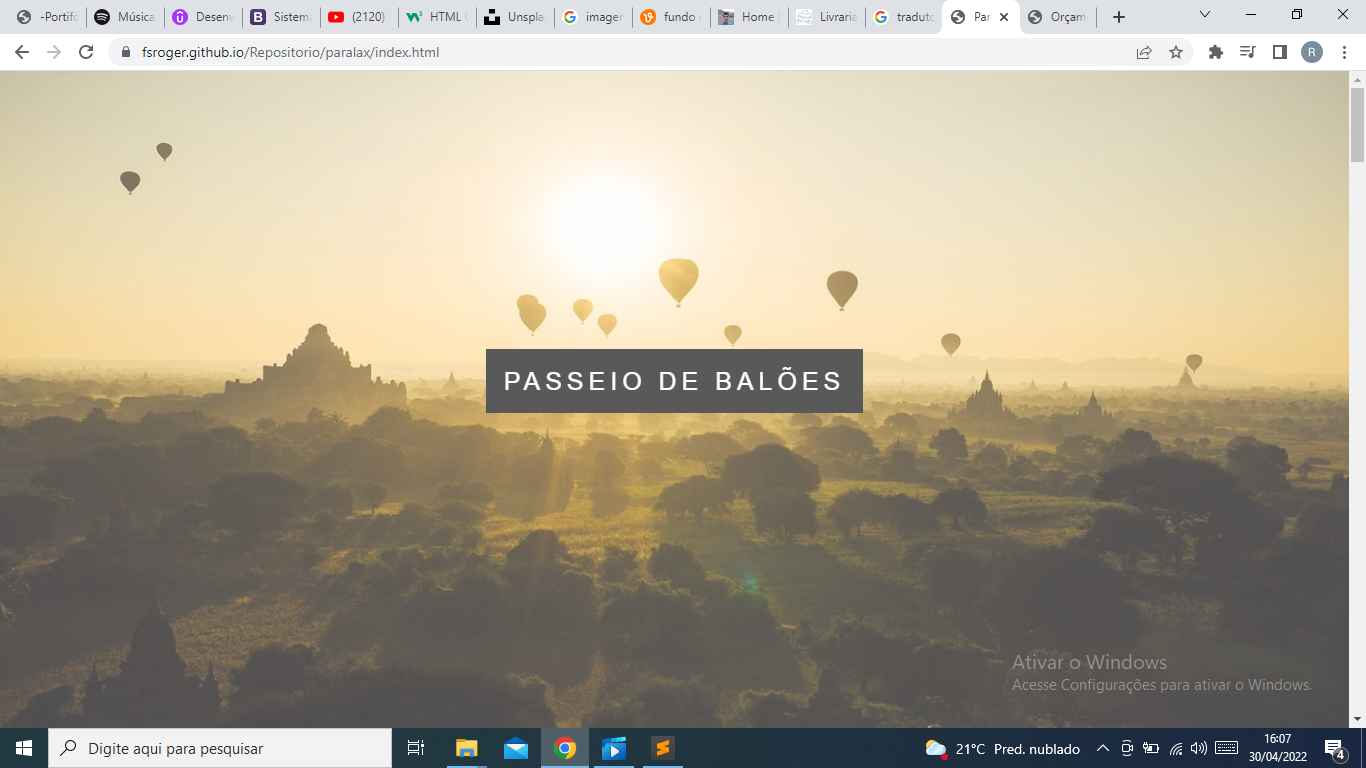 -Portifó
Música
Desenv
Sistema
(2120)
HTML C
Unspla
imagen
fundo d
Home |
Livraria
traduto
Par
Orçam
fsroger.github.io/Repositorio/paralax/index.html
R
PASSEIO DE BALÕES
Ativar o Windows
Acesse Configurações para ativar o Windows.
Digite aqui para pesquisar
21°C Pred. nublado
16:07
30/04/2022
4